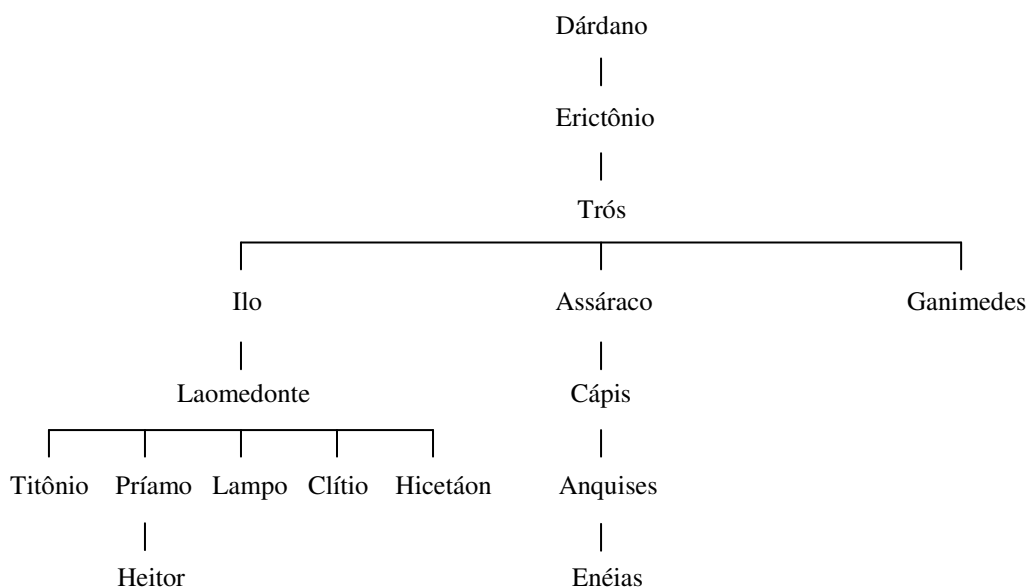 Dárdano
Erictônio
Trós
Ilo Assáraco Ganimedes
Laomedonte Cápis
Titônio Príamo Lampo Clítio Hicetáon Anquises
Heitor Enéias